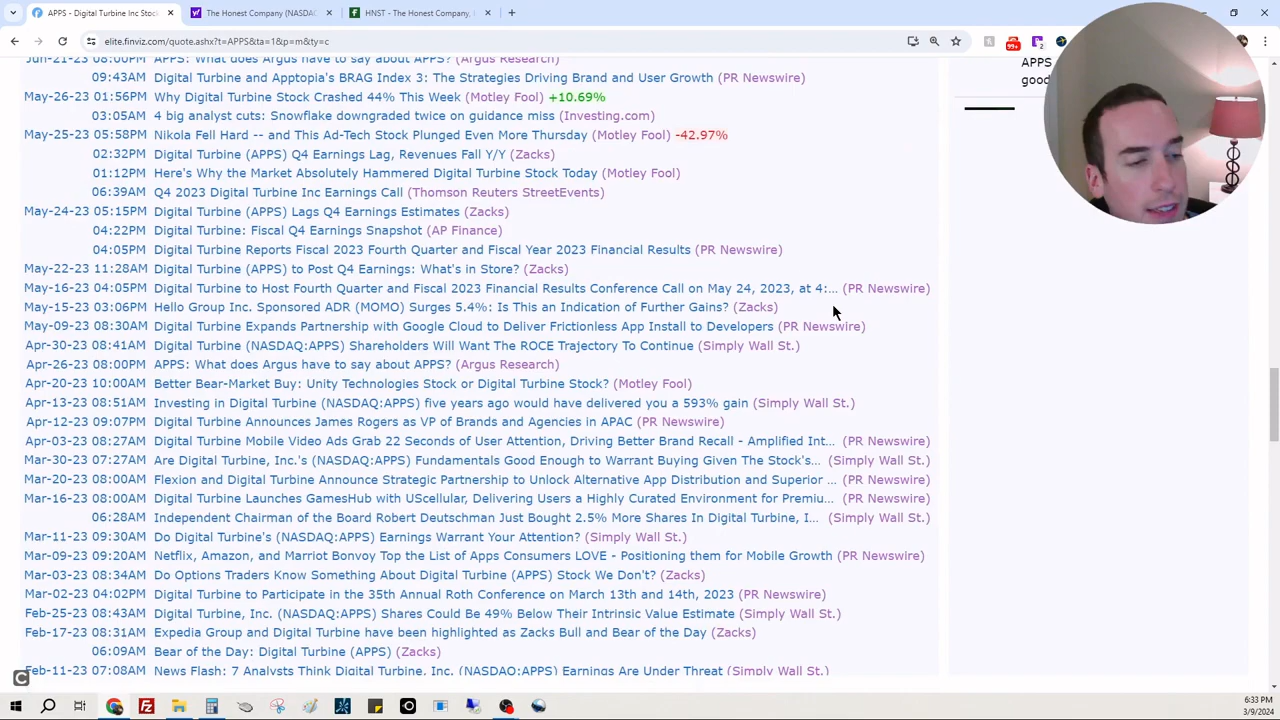 APPS - Digital Turbine Inc Stoc
The Honest Company (NASDAQ
HNST - The Honest Company,
elite.finviz.com/quote.ashx?t=APPS&ta=1&p=m&ty=c
99+
2
Jun-21-23 08:00PM APPS: What does Argus have to say about APPS? (Argus Research)
09:43AM Digital Turbine and Apptopia's BRAG Index 3: The Strategies Driving Brand and User Growth (PR Newswire)
May-26-23 01:56PM Why Digital Turbine Stock Crashed 44% This Week (Motley Fool) +10.69%
03:05AM 4 big analyst cuts: Snowflake downgraded twice on guidance miss (Investing.com)
May-25-23 05:58PM Nikola Fell Hard -- and This Ad-Tech Stock Plunged Even More Thursday (Motley Fool) -42.97%
02:32PM Digital Turbine (APPS) Q4 Earnings Lag, Revenues Fall Y/Y (Zacks)
01:12PM Here's Why the Market Absolutely Hammered Digital Turbine Stock Today (Motley Fool)
06:39AM Q4 2023 Digital Turbine Inc Earnings Call (Thomson Reuters StreetEvents)
May-24-23 05:15PM Digital Turbine (APPS) Lags Q4 Earnings Estimates (Zacks)
04:22PM Digital Turbine: Fiscal Q4 Earnings Snapshot (AP Finance)
04:05PM Digital Turbine Reports Fiscal 2023 Fourth Quarter and Fiscal Year 2023 Financial Results (PR Newswire)
May-22-23 11:28AM Digital Turbine (APPS) to Post Q4 Earnings: What's in Store? (Zacks)
May-16-23 04:05PM Digital Turbine to Host Fourth Quarter and Fiscal 2023 Financial Results Conference Call on May 24, 2023, at 4:... (PR Newswire)
May-15-23 03:06PM Hello Group Inc. Sponsored ADR (MOMO) Surges 5.4%: Is This an Indication of Further Gains? (Zacks)
May-09-23 08:30AM Digital Turbine Expands Partnership with Google Cloud to Deliver Frictionless App Install to Developers (PR Newswire)
Apr-30-23 08:41AM Digital Turbine (NASDAQ:APPS) Shareholders Will Want The ROCE Trajectory To Continue (Simply Wall St.)
Apr-26-23 08:00PM APPS: What does Argus have to say about APPS? (Argus Research)
Apr-20-23 10:00AM Better Bear-Market Buy: Unity Technologies Stock or Digital Turbine Stock? (Motley Fool)
Apr-13-23 08:51AM Investing in Digital Turbine (NASDAQ:APPS) five years ago would have delivered you a 593% gain (Simply Wall St.)
Apr-12-23 09:07PM Digital Turbine Announces James Rogers as VP of Brands and Agencies in APAC (PR Newswire)
Apr-03-23 08:27AM Digital Turbine Mobile Video Ads Grab 22 Seconds of User Attention, Driving Better Brand Recall - Amplified Int... (PR Newswire)
Mar-30-23 07:27AM Are Digital Turbine, Inc.'s (NASDAQ:APPS) Fundamentals Good Enough to Warrant Buying Given The Stock's... (Simply Wall St.)
Mar-20-23 08:00AM Flexion and Digital Turbine Announce Strategic Partnership to Unlock Alternative App Distribution and Superior ... (PR Newswire)
Mar-16-23 08:00AM Digital Turbine Launches GamesHub with UScellular, Delivering Users a Highly Curated Environment for Premiu... (PR Newswire)
06:28AM Independent Chairman of the Board Robert Deutschman Just Bought 2.5% More Shares In Digital Turbine, I... (Simply Wall St.)
Mar-11-23 09:30AM Do Digital Turbine's (NASDAQ:APPS) Earnings Warrant Your Attention? (Simply Wall St.)
Mar-09-23 09:20AM Netflix, Amazon, and Marriot Bonvoy Top the List of Apps Consumers LOVE - Positioning them for Mobile Growth (PR Newswire)
Mar-03-23 08:34AM Do Options Traders Know Something About Digital Turbine (APPS) Stock We Don't? (Zacks)
Mar-02-23 04:02PM Digital Turbine to Participate in the 35th Annual Roth Conference on March 13th and 14th, 2023 (PR Newswire)
Feb-25-23 08:43AM Digital Turbine, Inc. (NASDAQ:APPS) Shares Could Be 49% Below Their Intrinsic Value Estimate (Simply Wall St.)
Feb-17-23 08:31AM Expedia Group and Digital Turbine have been highlighted as Zacks Bull and Bear of the Day (Zacks)
06:09AM Bear of the Day: Digital Turbine (APPS) (Zacks)
Feb-11-23 07:08AM News Flash: 7 Analysts Think Digital Turbine, Inc. (NASDAQ:APPS) Earnings Are Under Threat (Simply Wall St.)
APPS
good
6:33 PM
3/9/2024